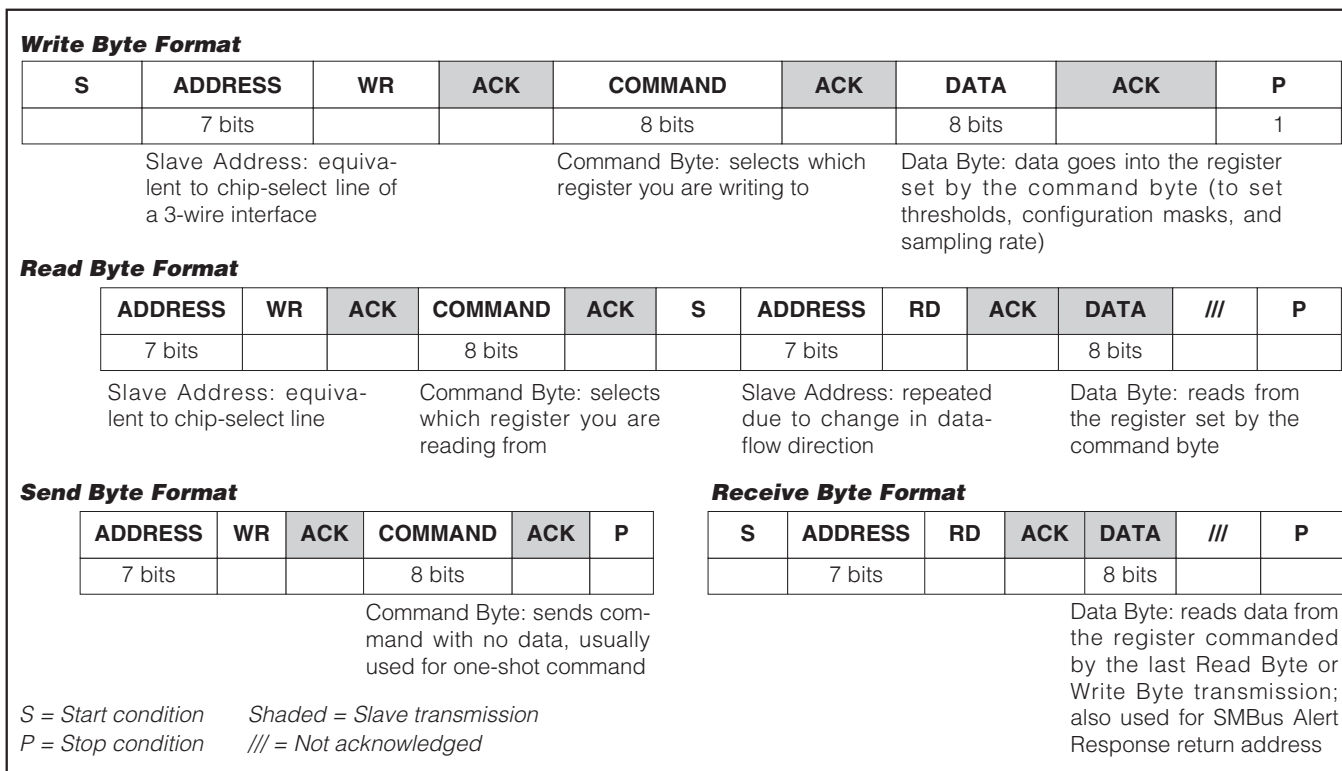 Write Byte Format
S ADDRESS WR ACK COMMAND ACK DATA ACK P
7 bits 8 bits 8 bits 1
Slave Address: equiva-
lent to chip-select line of
a 3-wire interface
Command Byte: selects which
register you are writing to
Data Byte: data goes into the register
set by the command byte (to set
thresholds, configuration masks, and
sampling rate)
Read Byte Format
ADDRESS WR ACK COMMAND ACK S ADDRESS RD ACK DATA /// P
7 bits 8 bits 7 bits 8 bits
Slave Address: equiva-
lent to chip-select line
Command Byte: selects
which register you are
reading from
Slave Address: repeated
due to change in data-
flow direction
Data Byte: reads from
the register set by the
command byte
Send Byte Format
ADDRESS WR ACK COMMAND ACK P
7 bits 8 bits
Command Byte: sends com-
mand with no data, usually
used for one-shot command
Receive Byte Format
S ADDRESS RD ACK DATA /// P
7 bits 8 bits
Data Byte: reads data from
the register commanded
by the last Read Byte or
Write Byte transmission;
also used for SMBus Alert
Response return address
S = Start condition Shaded = Slave transmission
P = Stop condition /// = Not acknowledged